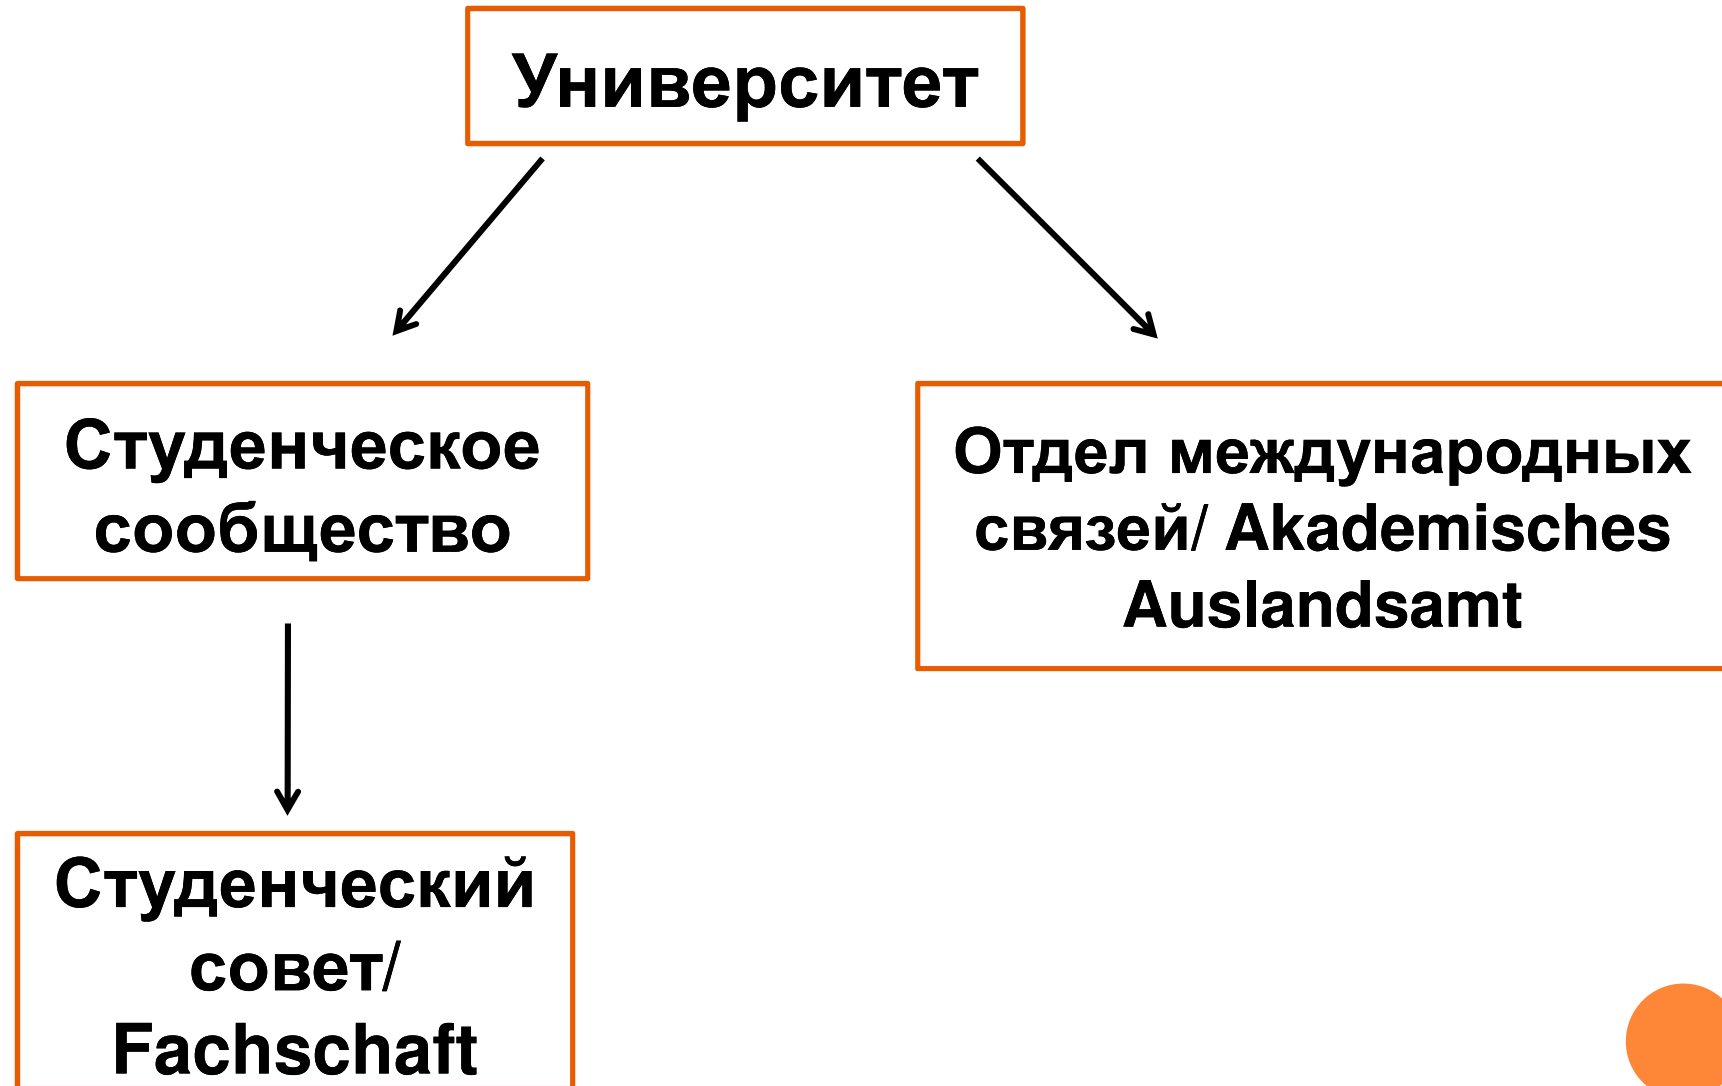 Университет
Студенческое
сообщество
Отдел международных
связей/ Akademisches
Auslandsamt
Студенческий
совет/
Fachschaft